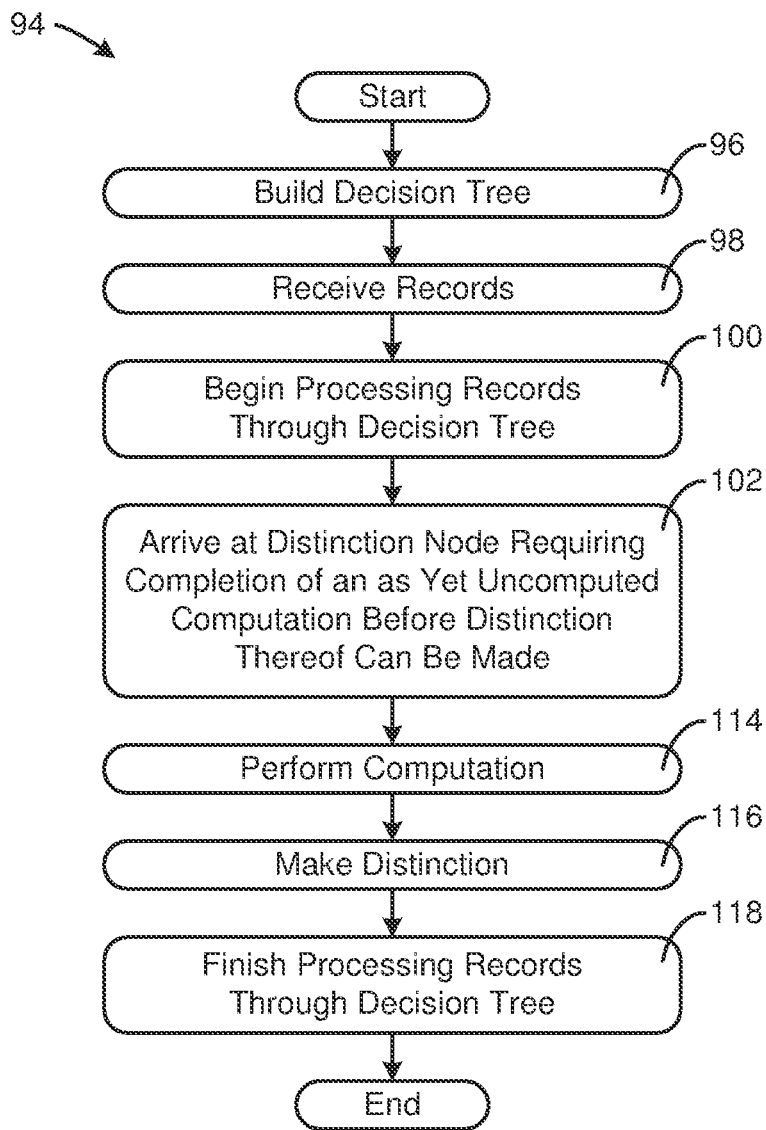 94
Start
96
Build Decision Tree
98
Receive Records
100
Begin Processing Records
Through Decision Tree
102
Arrive at Distinction Node Requiring
Completion of an as Yet Uncomputed
Computation Before Distinction
Thereof Can Be Made
114
Perform Computation
116
Make Distinction
118
Finish Processing Records
Through Decision Tree
End